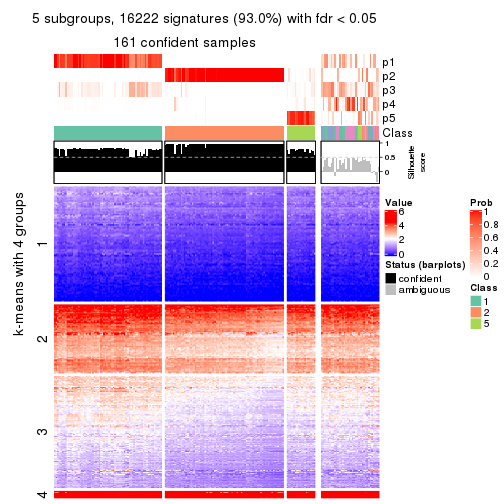 5 subgroups, 16222 signatures (93.0%) with fdr < 0.05
161 confident samples
p1
p2
p3
p4
p5
Class
1
0.5
0
Silhouette
score
k-means with 4 groups
1
2
3
4
Value
6
4
2
0
Status (barplots)
confident
ambiguous
Prob
1
0.8
0.6
0.4
0.2
0
Class
1
2
5